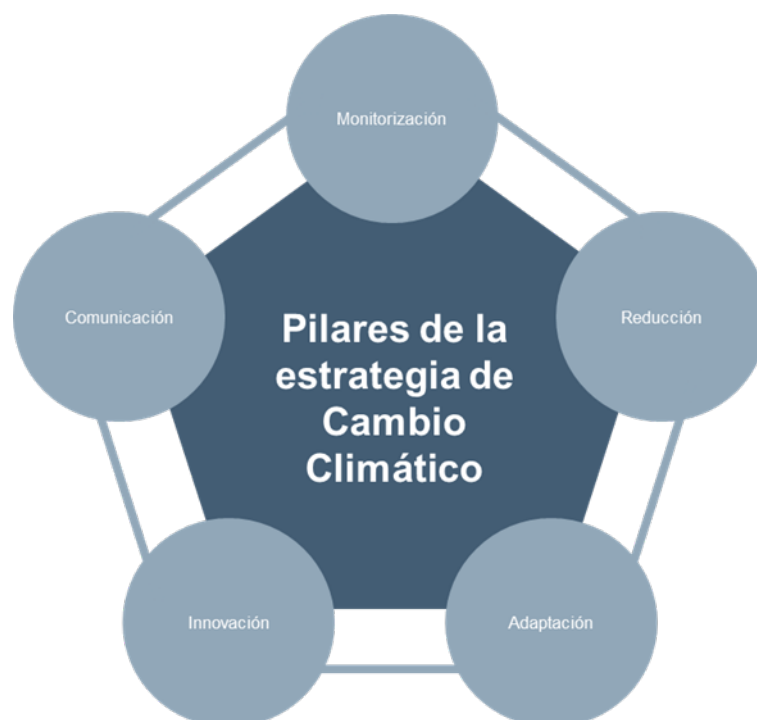 Monitorización
Comunicación
Reducción
Pilares de la
estrategia de
Cambio
Climático
Innovación
Adaptación